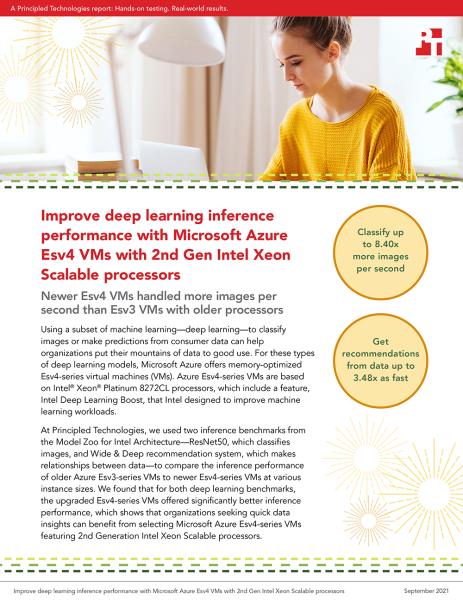 A Principled Technologies report: Hands-on testing. Real-world results.
PT
Improve deep learning inference
performance with Microsoft Azure
Esv4 VMs with 2nd Gen Intel Xeon
Scalable processors
Newer Esv4 VMs handled more images per
second than Esv3 VMs with older processors
Using a subset of machine learning—deep learning—to classify
images or make predictions from consumer data can help
organizations put their mountains of data to good use. For these types
of deep learning models, Microsoft Azure offers memory-optimized
Esv4-series virtual machines (VMs). Azure Esv4-series VMs are based
on Intel® Xeon® Platinum 8272CL processors, which include a feature,
Intel Deep Learning Boost, that Intel designed to improve machine
learning workloads.
At Principled Technologies, we used two inference benchmarks from
the Model Zoo for Intel Architecture—ResNet50, which classifies
images, and Wide & Deep recommendation system, which makes
relationships between data—to compare the inference performance
of older Azure Esv3-series VMs to newer Esv4-series VMs at various
instance sizes. We found that for both deep learning benchmarks,
the upgraded Esv4-series VMs offered significantly better inference
performance, which shows that organizations seeking quick data
insights can benefit from selecting Microsoft Azure Esv4-series VMs
featuring 2nd Generation Intel Xeon Scalable processors.
Classify up
to 8.40x
more images
per second
Get
recommendations
from data up to
3.48x as fast
Improve deep learning inference performance with Microsoft Azure Esv4 VMs with 2nd Gen Intel Xeon Scalable processors
September 2021